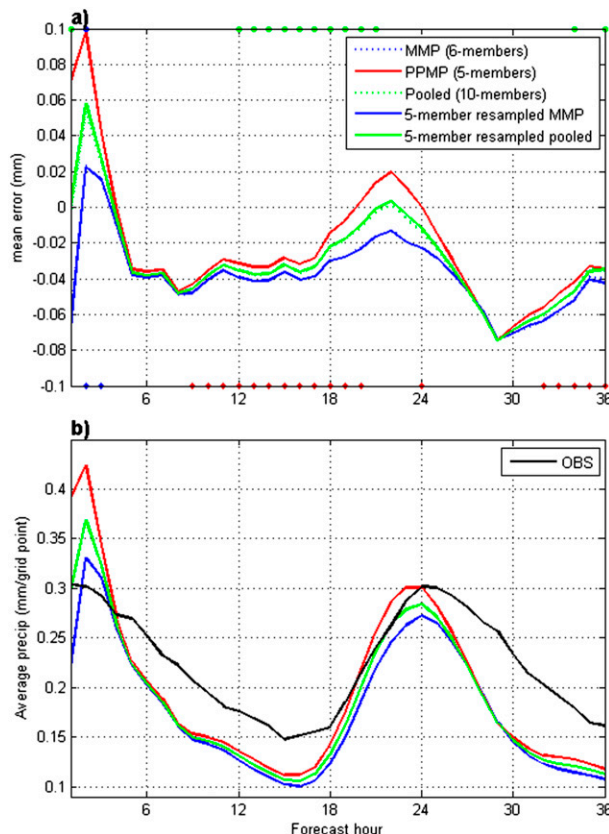 a)
0.1
0.08
0.06
0.04
0.02
0
-0.02
-0.04
-0.06
-0.08
-0.1
mean error (mm)
MMP (6-members)
PPMP (5-members)
Pooled (10-members)
5-member resampled MMP
5-member resampled pooled
6 12 18 24 30 36
b)
0.4
0.35
0.3
0.25
0.2
0.15
0.1
Average precip (mm/grid point)
OBS
6 12 18 24 30 36
Forecast hour